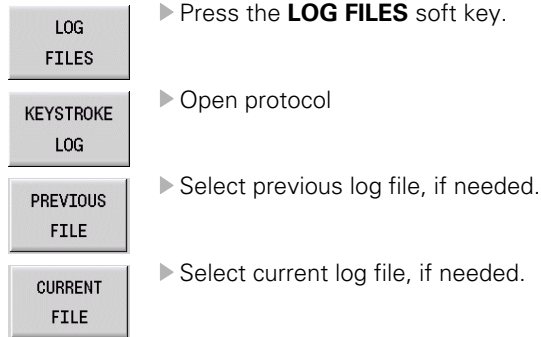 LOG
FILES
Press the LOG FILES soft key.
KEYSTROKE
LOG
Open protocol
PREVIOUS
FILE
Select previous log file, if needed.
CURRENT
FILE
Select current log file, if needed.